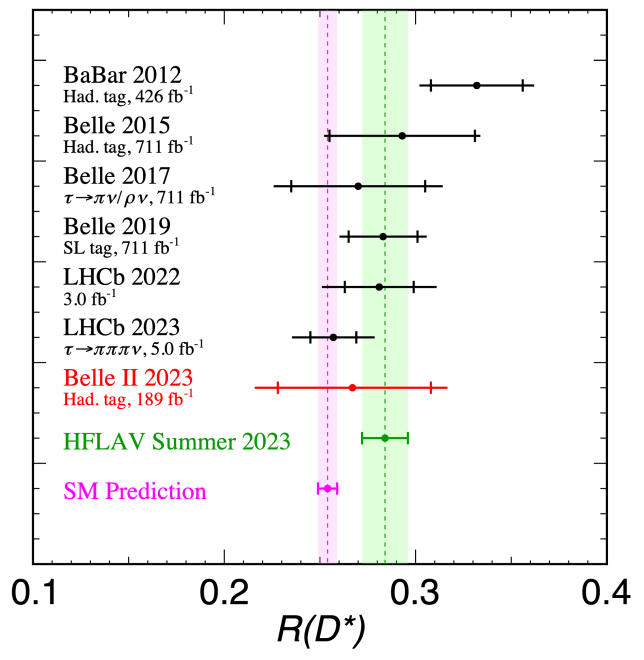 BaBar 2012
Had. tag, 426 fb⁻¹
Belle 2015
Had. tag, 711 fb⁻¹
Belle 2017
τ→πν/ρν, 711 fb⁻¹
Belle 2019
SL tag, 711 fb⁻¹
LHCb 2022
3.0 fb⁻¹
LHCb 2023
τ→πππν, 5.0 fb⁻¹
Belle II 2023
Had. tag, 189 fb⁻¹
HFLAV Summer 2023
SM Prediction
0.1 0.2 0.3 0.4
R(D*)